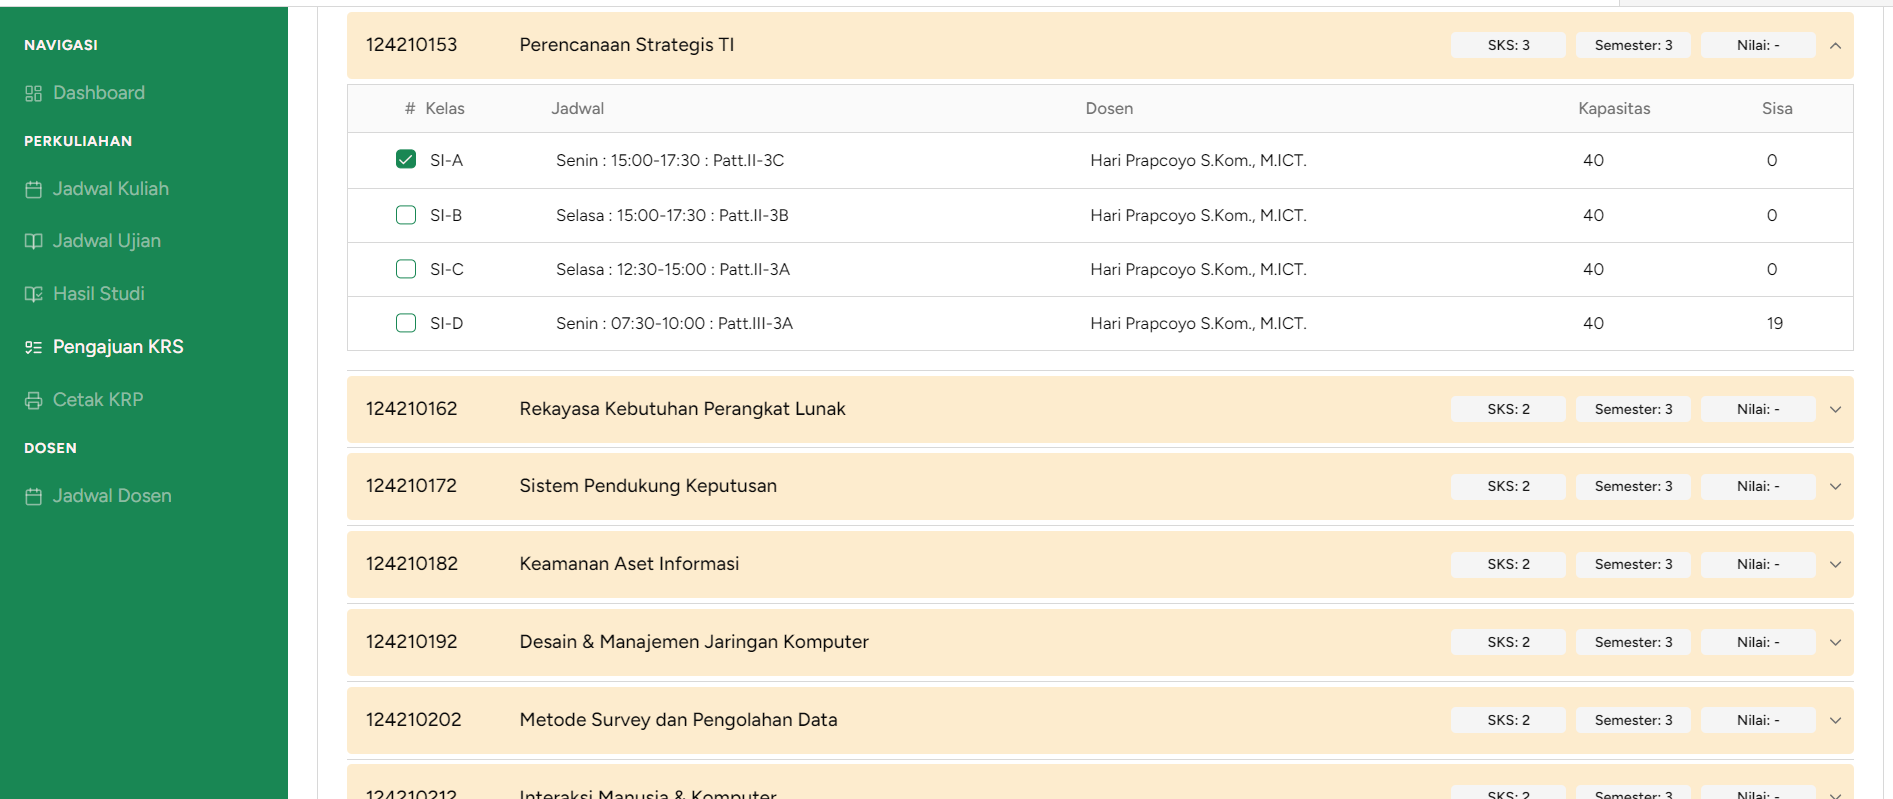 NAVIGASI
Dashboard
PERKULIAHAN
Jadwal Kuliah
Jadwal Ujian
Hasil Studi
Pengajuan KRS
Cetak KRP
DOSEN
Jadwal Dosen
124210153 Perencanaan Strategis TI SKS: 3 Semester: 3 Nilai: -
# Kelas Jadwal Dosen Kapasitas Sisa
SI-A Senin : 15:00-17:30 : Patt.II-3C Hari Prapcoyo S.Kom., M.ICT. 40 0
SI-B Selasa : 15:00-17:30 : Patt.II-3B Hari Prapcoyo S.Kom., M.ICT. 40 0
SI-C Selasa : 12:30-15:00 : Patt.II-3A Hari Prapcoyo S.Kom., M.ICT. 40 0
SI-D Senin : 07:30-10:00 : Patt.III-3A Hari Prapcoyo S.Kom., M.ICT. 40 19
124210162 Rekayasa Kebutuhan Perangkat Lunak SKS: 2 Semester: 3 Nilai: -
124210172 Sistem Pendukung Keputusan SKS: 2 Semester: 3 Nilai: -
124210182 Keamanan Aset Informasi SKS: 2 Semester: 3 Nilai: -
124210192 Desain & Manajemen Jaringan Komputer SKS: 2 Semester: 3 Nilai: -
124210202 Metode Survey dan Pengolahan Data SKS: 2 Semester: 3 Nilai: -
124210212 Interaksi Manusia & Komputer SKS: 2 Semester: 3 Nilai: -